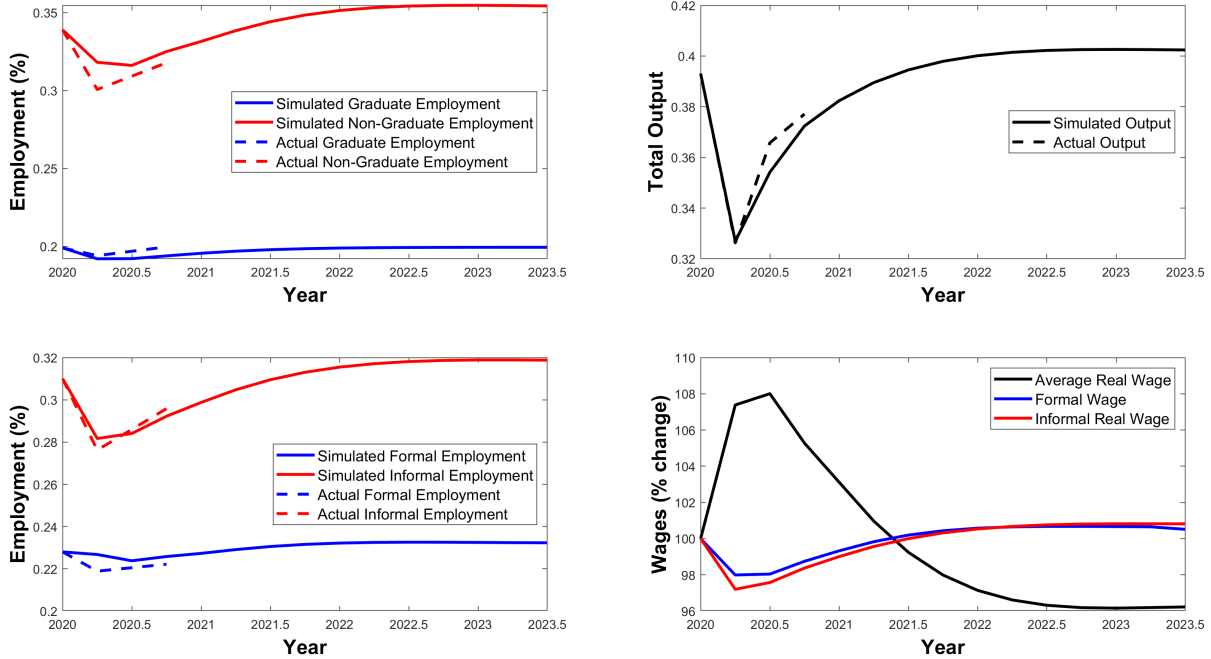 0.35
0.3
0.25
0.2
Employment (%)
Simulated Graduate Employment
Simulated Non-Graduate Employment
Actual Graduate Employment
Actual Non-Graduate Employment
2020 2020.5 2021 2021.5 2022 2022.5 2023 2023.5
Year
0.42
0.4
0.38
0.36
0.34
0.32
Total Output
Simulated Output
Actual Output
2020 2020.5 2021 2021.5 2022 2022.5 2023 2023.5
Year
0.32
0.3
0.28
0.26
0.24
0.22
0.2
Employment (%)
Simulated Formal Employment
Simulated Informal Employment
Actual Formal Employment
Actual Informal Employment
2020 2020.5 2021 2021.5 2022 2022.5 2023 2023.5
Year
110
108
106
104
102
100
98
96
Wages (% change)
Average Real Wage
Formal Wage
Informal Real Wage
2020 2020.5 2021 2021.5 2022 2022.5 2023 2023.5
Year